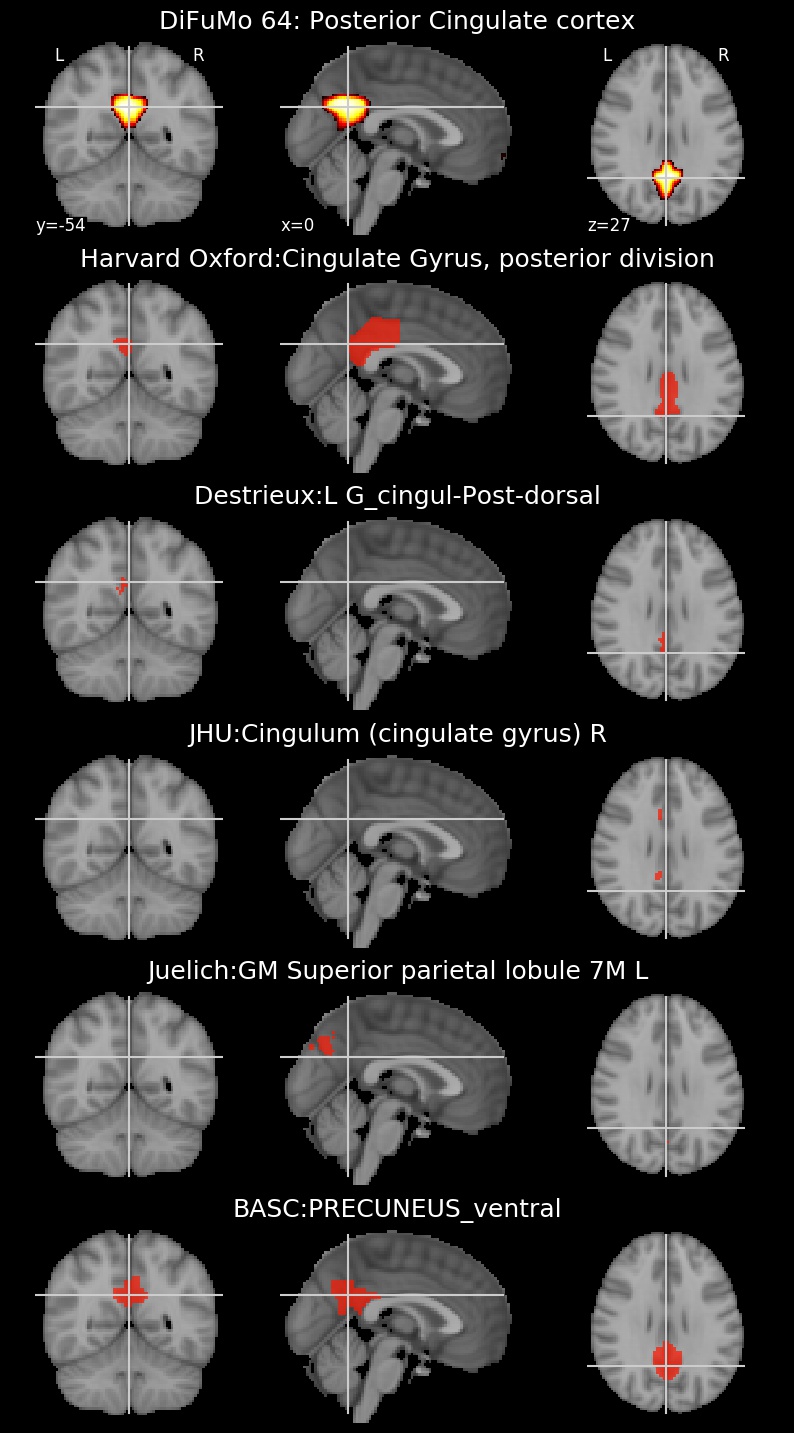 DiFuMo 64: Posterior Cingulate cortex
L R L R
y=-54 x=0 z=27
Harvard Oxford:Cingulate Gyrus, posterior division
Destrieux:L G_cingul-Post-dorsal
JHU:Cingulum (cingulate gyrus) R
Juelich:GM Superior parietal lobule 7M L
BASC:PRECUNEUS_ventral